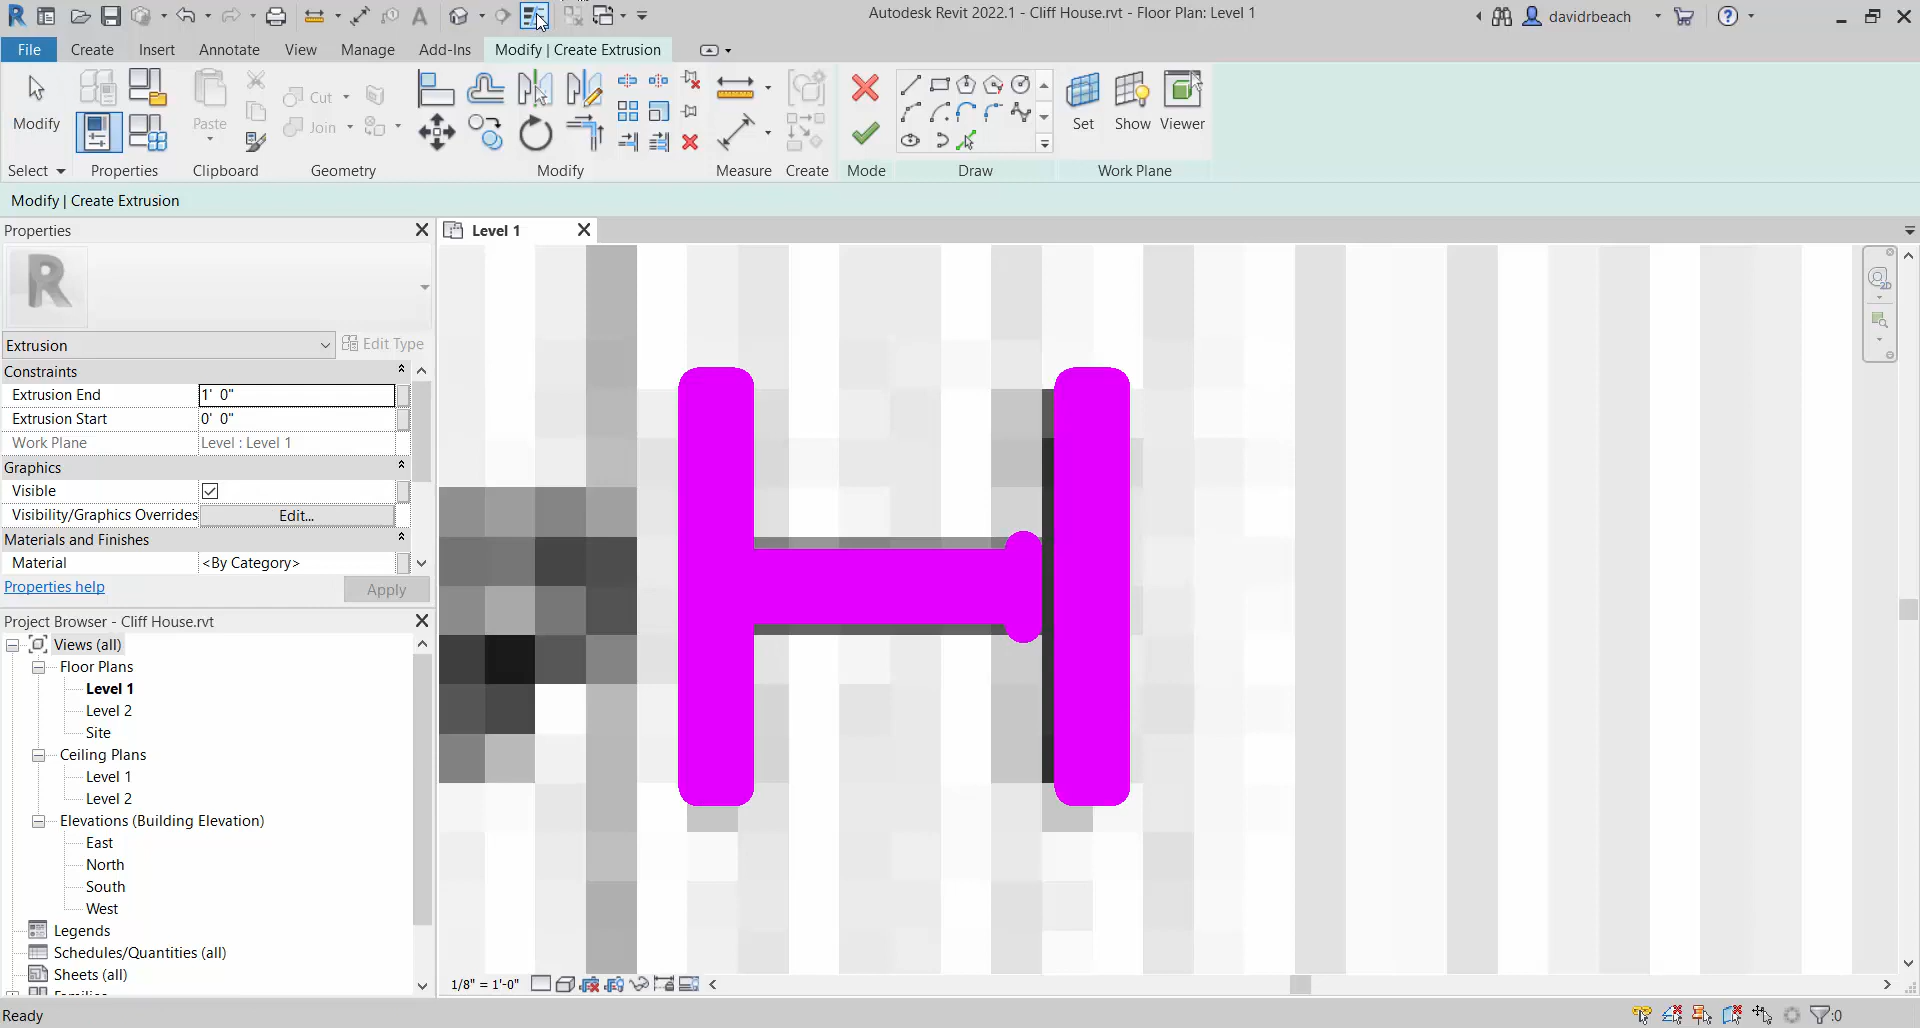 Autodesk Revit 2022.1 - Cliff House.rvt - Floor Plan: Level 1
davidrbeach
File
Create
Insert
Annotate
View
Manage
Add-Ins
Modify | Create Extrusion
Modify
Paste
Cut
Join
Set
Show
Viewer
Select
Properties
Clipboard
Geometry
Modify
Measure
Create
Mode
Draw
Work Plane
Modify | Create Extrusion
Properties
Level 1
R
Extrusion
Edit Type
Constraints
Extrusion End 1' 0"
Extrusion Start 0' 0"
Work Plane Level : Level 1
Graphics
Visible
Visibility/Graphics Overrides Edit...
Materials and Finishes
Material <By Category>
Properties help
Apply
Project Browser - Cliff House.rvt
Views (all)
Floor Plans
Level 1
Level 2
Site
Ceiling Plans
Level 1
Level 2
Elevations (Building Elevation)
East
North
South
West
Legends
Schedules/Quantities (all)
Sheets (all)
1/8" = 1'-0"
Ready
:0